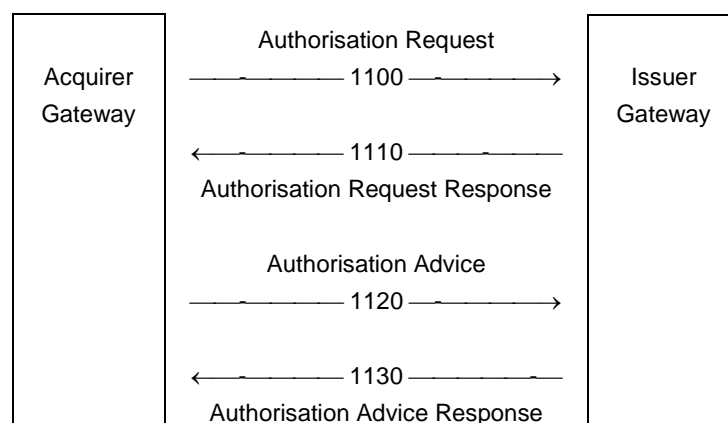 Authorisation Request
Acquirer
Gateway
1100
Issuer
Gateway
1110
Authorisation Request Response
Authorisation Advice
1120
1130
Authorisation Advice Response